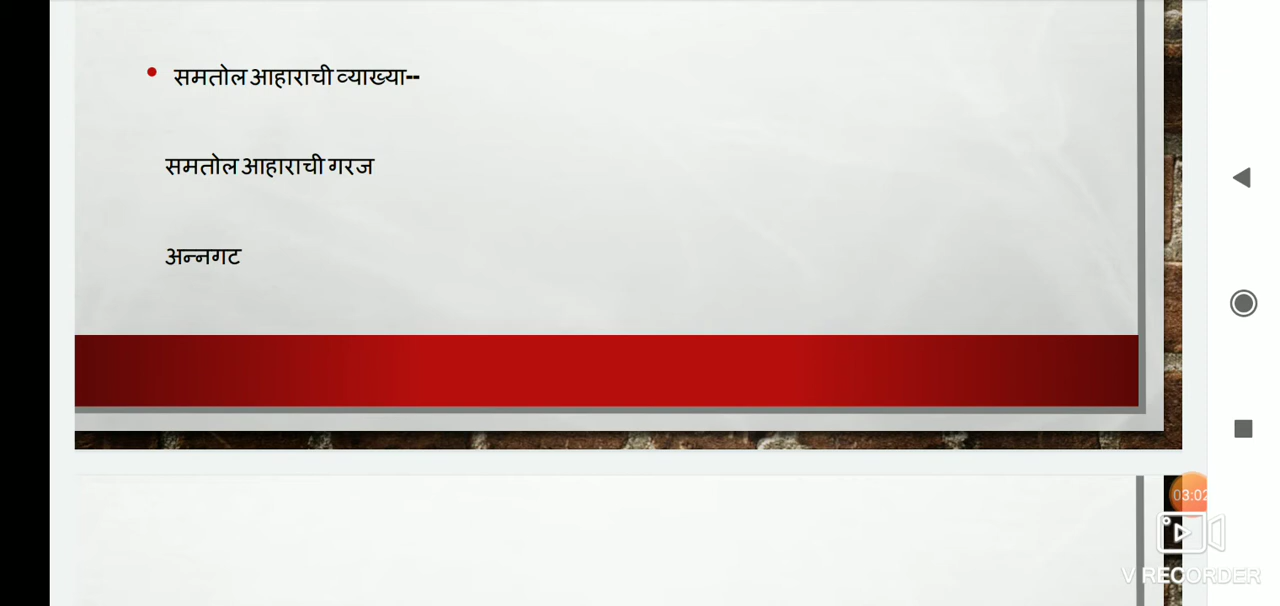 समतोल आहाराची व्याख्या--
समतोल आहाराची गरज
अन्नगट
03:02
V RECORDER